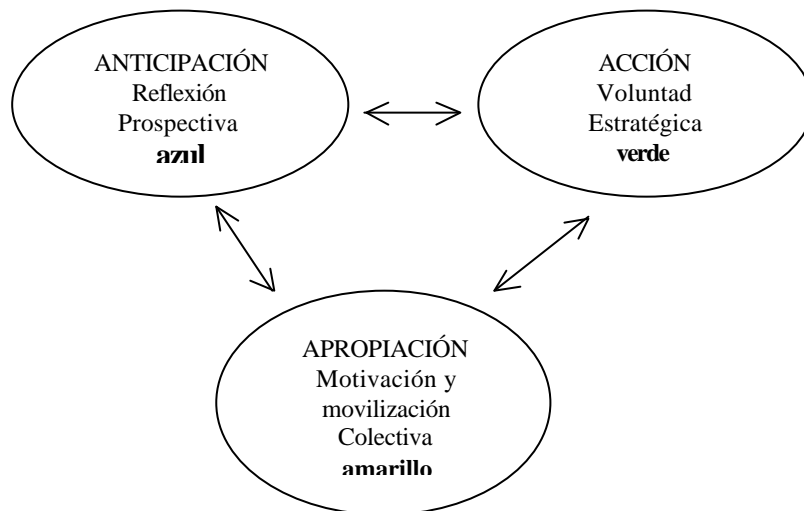 ANTICIPACIÓN
Reflexión
Prospectiva
azul
ACCIÓN
Voluntad
Estratégica
verde
APROPIACIÓN
Motivación y
movilización
Colectiva
amarillo